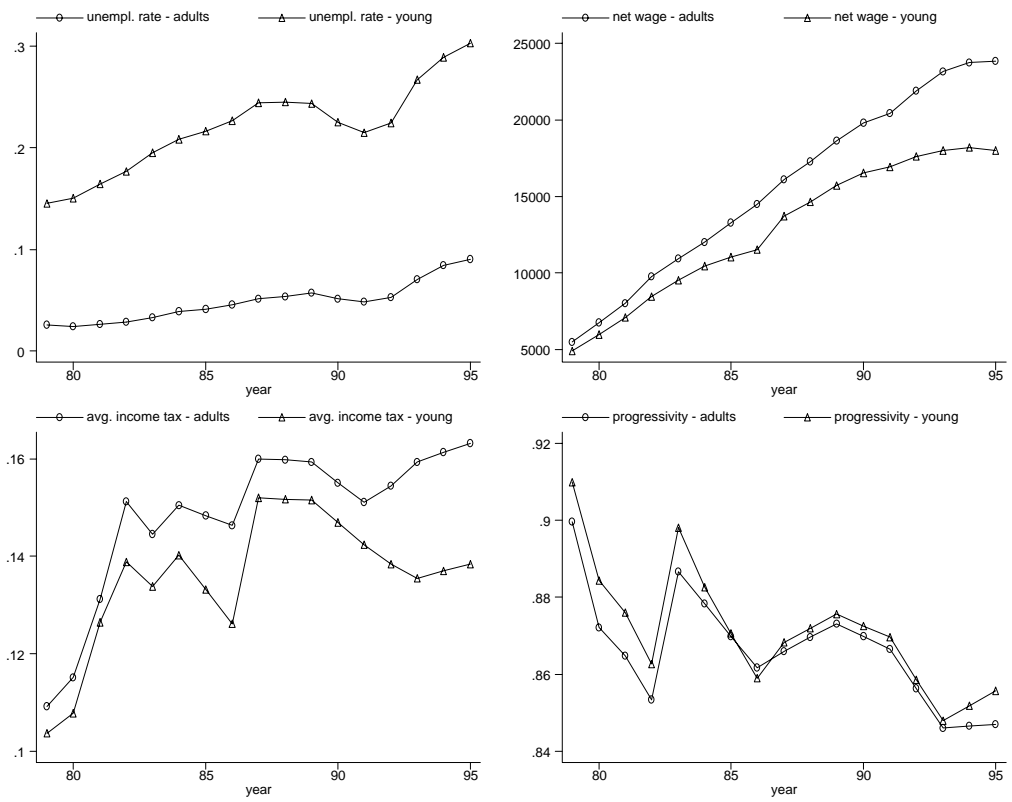 unempl. rate - adults unempl. rate - young
.3
.2
.1
0
80 85 90 95
year
net wage - adults net wage - young
25000
20000
15000
10000
5000
80 85 90 95
year
avg. income tax - adults avg. income tax - young
.16
.14
.12
.1
80 85 90 95
year
progressivity - adults progressivity - young
.92
.9
.88
.86
.84
80 85 90 95
year